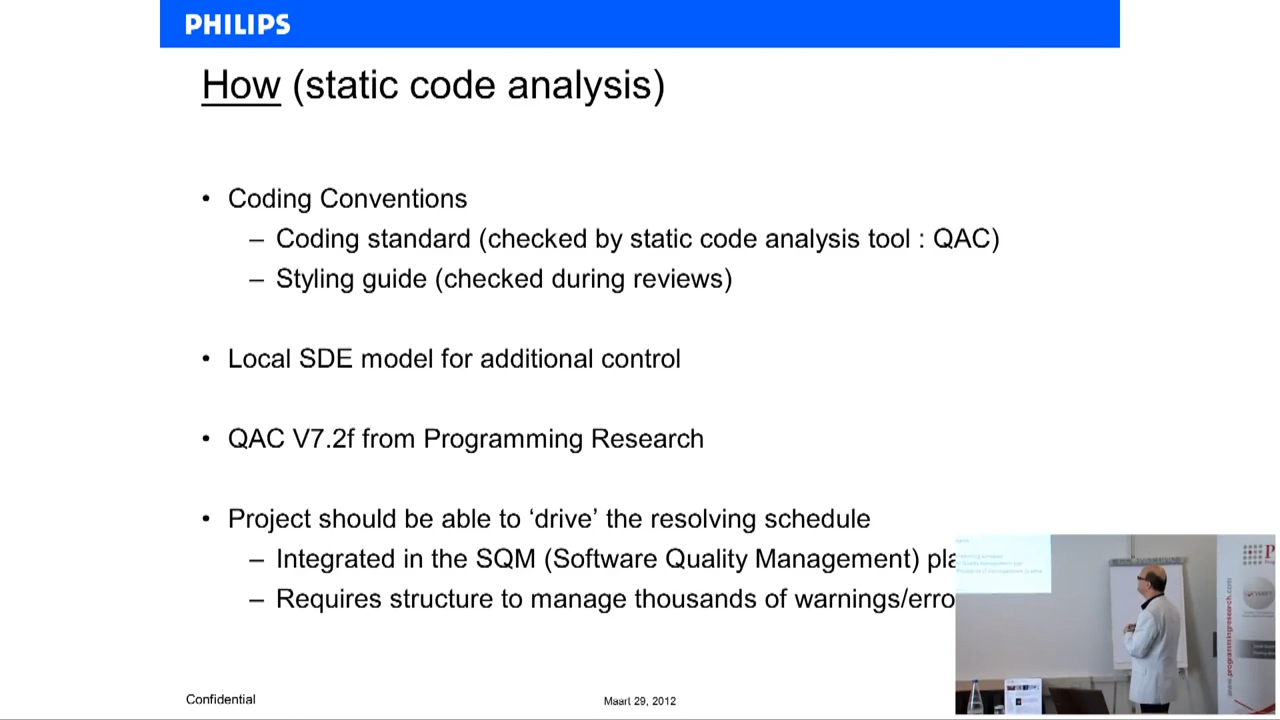 PHILIPS
How (static code analysis)
• Coding Conventions
– Coding standard (checked by static code analysis tool : QAC)
– Styling guide (checked during reviews)
• Local SDE model for additional control
• QAC V7.2f from Programming Research
• Project should be able to ‘drive’ the resolving schedule
– Integrated in the SQM (Software Quality Management) pla
– Requires structure to manage thousands of warnings/erro
Confidential
Maart 29, 2012
www.programmingresearch.com